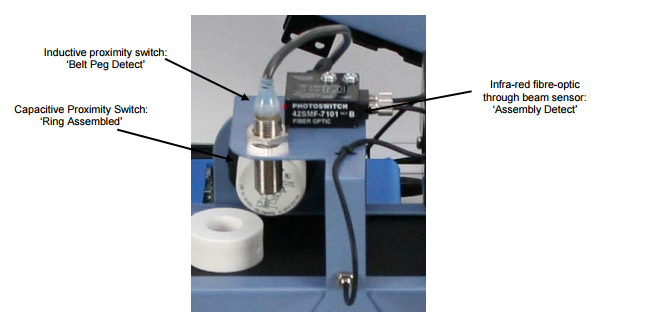 Inductive proximity switch:
'Belt Peg Detect'
Capacitive Proximity Switch:
'Ring Assembled'
Infra-red fibre-optic
through beam sensor:
'Assembly Detect'
PHOTOSWITCH
42SMF-7101 B
FIBER OPTIC